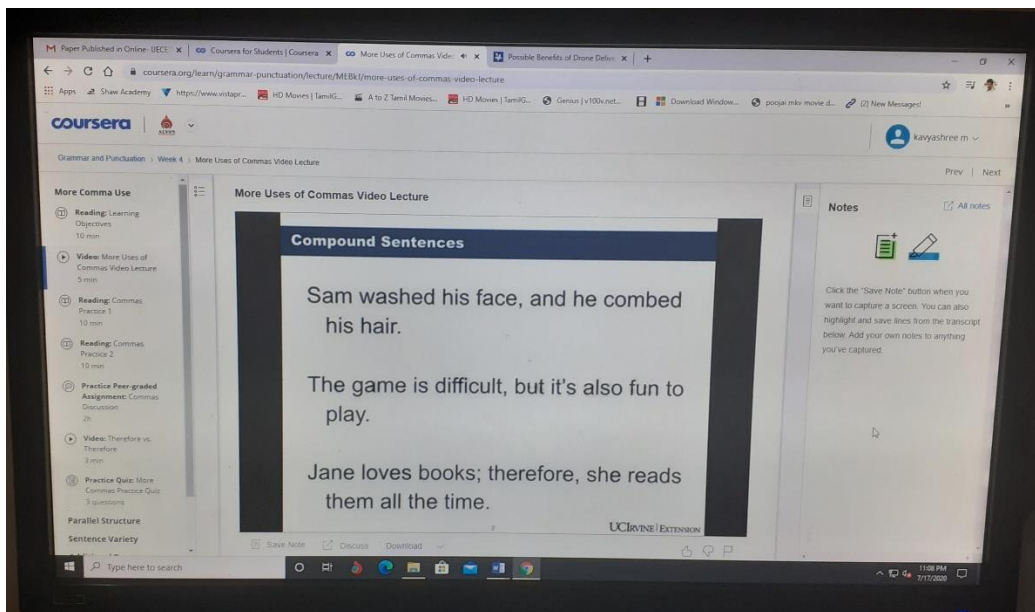 Paper Published in Online- IJECE
Coursera for Students | Coursera
More Uses of Commas Video
Possible Benefits of Drone Delive
coursera.org/learn/grammar-punctuation/lecture/MEBkI/more-uses-of-commas-video-lecture
Apps
Shaw Academy
https://www.vistapr...
HD Movies | TamilG...
A to Z Tamil Movies...
HD Movies | TamilG...
Genius | v100v.net...
Download Window...
poojai mkv movie d...
(2) New Messages!
coursera
kavyashree m
Grammar and Punctuation > Week 4 > More Uses of Commas Video Lecture
Prev | Next
More Comma Use
Reading: Learning
Objectives
10 min
Video: More Uses of
Commas Video Lecture
5 min
Reading: Commas
Practice 1
10 min
Reading: Commas
Practice 2
10 min
Practice Peer-graded
Assignment: Commas
Discussion
2h
Video: Therefore vs.
Therefore
3 min
Practice Quiz: More
Commas Practice Quiz
3 questions
Parallel Structure
Sentence Variety
More Uses of Commas Video Lecture
Compound Sentences
Sam washed his face, and he combed
his hair.
The game is difficult, but it's also fun to
play.
Jane loves books; therefore, she reads
them all the time.
UCIRVINE | EXTENSION
Save Note
Discuss
Download
Notes
All notes
Click the "Save Note" button when you
want to capture a screen. You can also
highlight and save lines from the transcript
below. Add your own notes to anything
you've captured.
Type here to search
11:08 PM
7/17/2020